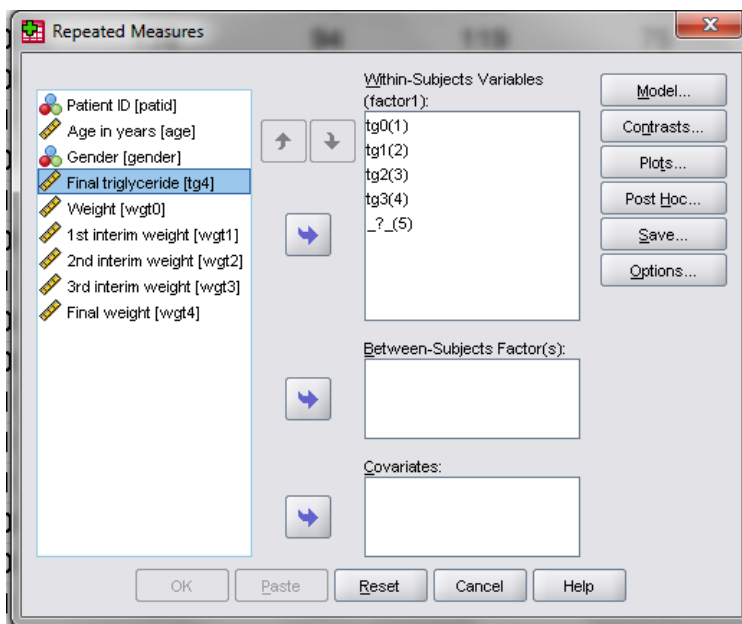 Repeated Measures
94 119 75
Patient ID [patid]
Age in years [age]
Gender [gender]
Final triglyceride [tg4]
Weight [wgt0]
1st interim weight [wgt1]
2nd interim weight [wgt2]
3rd interim weight [wgt3]
Final weight [wgt4]
Within-Subjects Variables
(factor1):
tg0(1)
tg1(2)
tg2(3)
tg3(4)
_?_(5)
Between-Subjects Factor(s):
Covariates:
Model...
Contrasts...
Plots...
Post Hoc...
Save...
Options...
OK
Paste
Reset
Cancel
Help